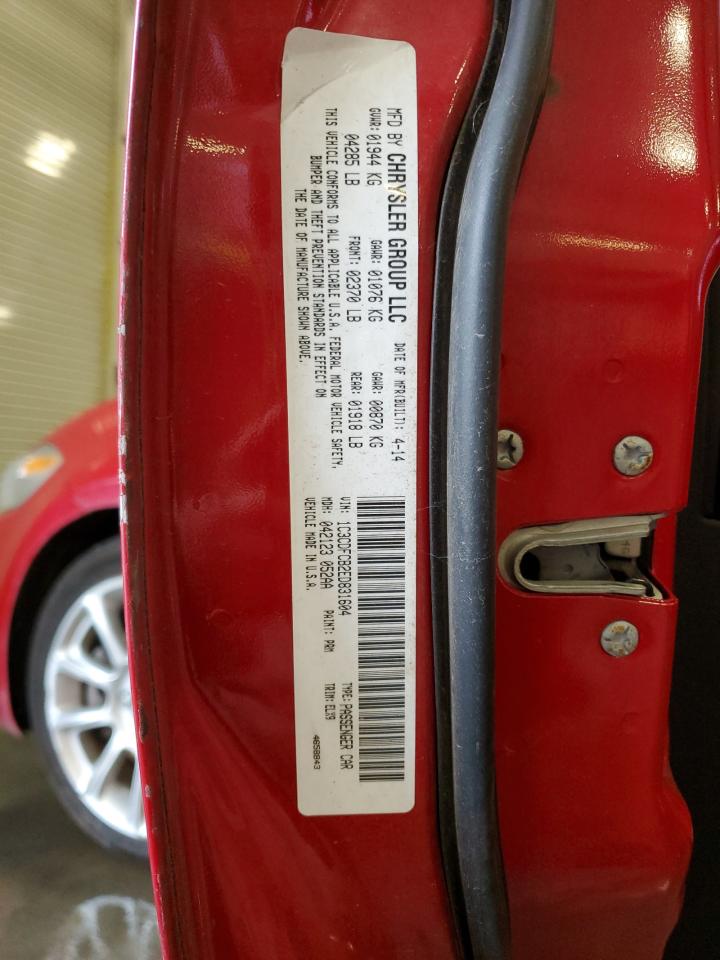 MFD BY CHRYSLER GROUP LLC DATE OF MFR(BUILT): 4-14
GVWR: 01944 KG GAWR: 01076 KG GAWR: 00870 KG
04285 LB FRONT: 02370 LB REAR: 01918 LB
THIS VEHICLE CONFORMS TO ALL APPLICABLE U.S.A. FEDERAL MOTOR VEHICLE SAFETY,
BUMPER AND THEFT PREVENTION STANDARDS IN EFFECT ON
THE DATE OF MANUFACTURE SHOWN ABOVE.
VIN: 1C3CDFCB2ED831604 TYPE: PASSENGER CAR
MDH: 042123 052AA PAINT: PRM TRIM: ELX9
VEHICLE MADE IN U.S.A. 4658843